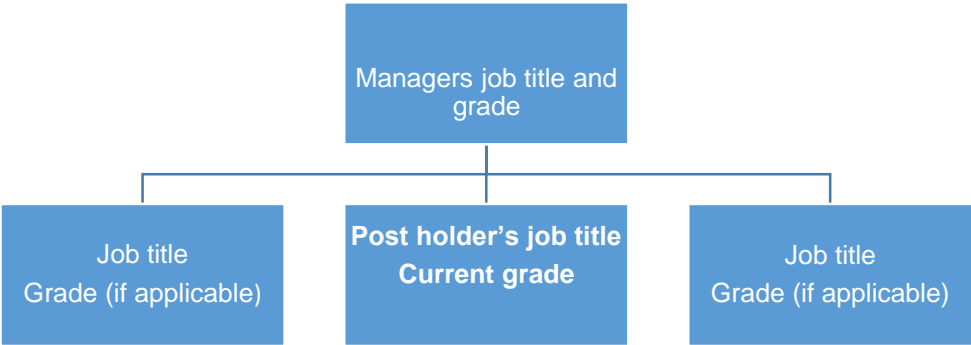 Managers job title and
grade
Job title
Grade (if applicable)
Post holder’s job title
Current grade
Job title
Grade (if applicable)